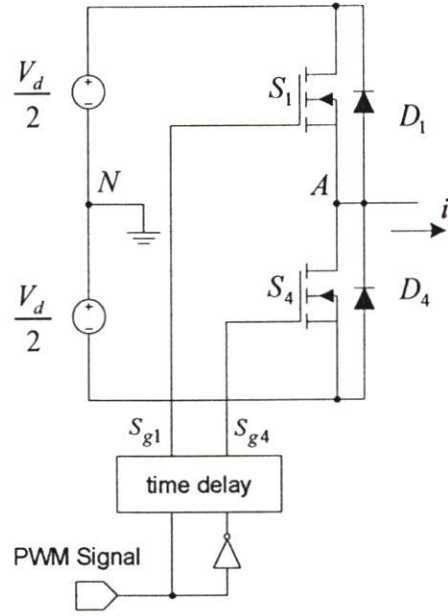 V_d/2
S_1
D_1
N
A
i
V_d/2
S_4
D_4
S_g1
S_g4
time delay
PWM Signal